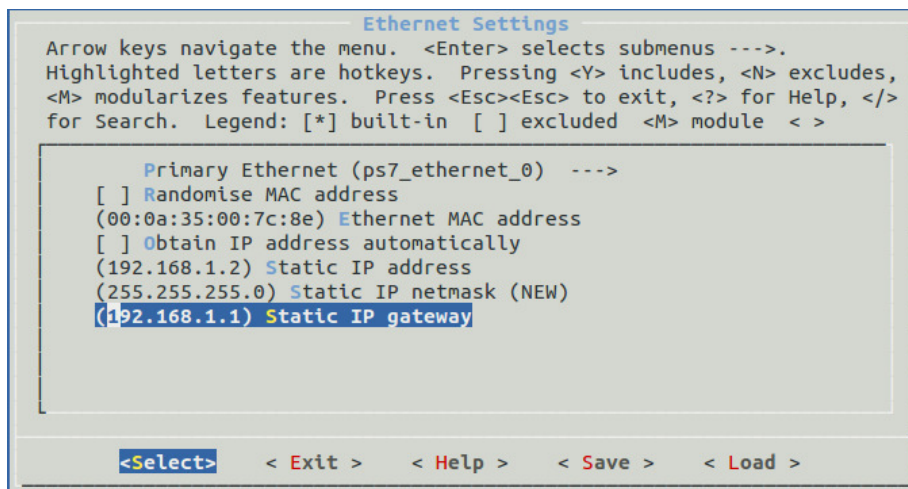 Ethernet Settings
Arrow keys navigate the menu.  <Enter> selects submenus --->.
Highlighted letters are hotkeys.  Pressing <Y> includes, <N> excludes,
<M> modularizes features.  Press <Esc><Esc> to exit, <?> for Help, </>
for Search.  Legend: [*] built-in  [ ] excluded  <M> module  < >
Primary Ethernet (ps7_ethernet_0)  --->
[ ] Randomise MAC address
(00:0a:35:00:7c:8e) Ethernet MAC address
[ ] Obtain IP address automatically
(192.168.1.2) Static IP address
(255.255.255.0) Static IP netmask (NEW)
(192.168.1.1) Static IP gateway
<Select>    < Exit >    < Help >    < Save >    < Load >